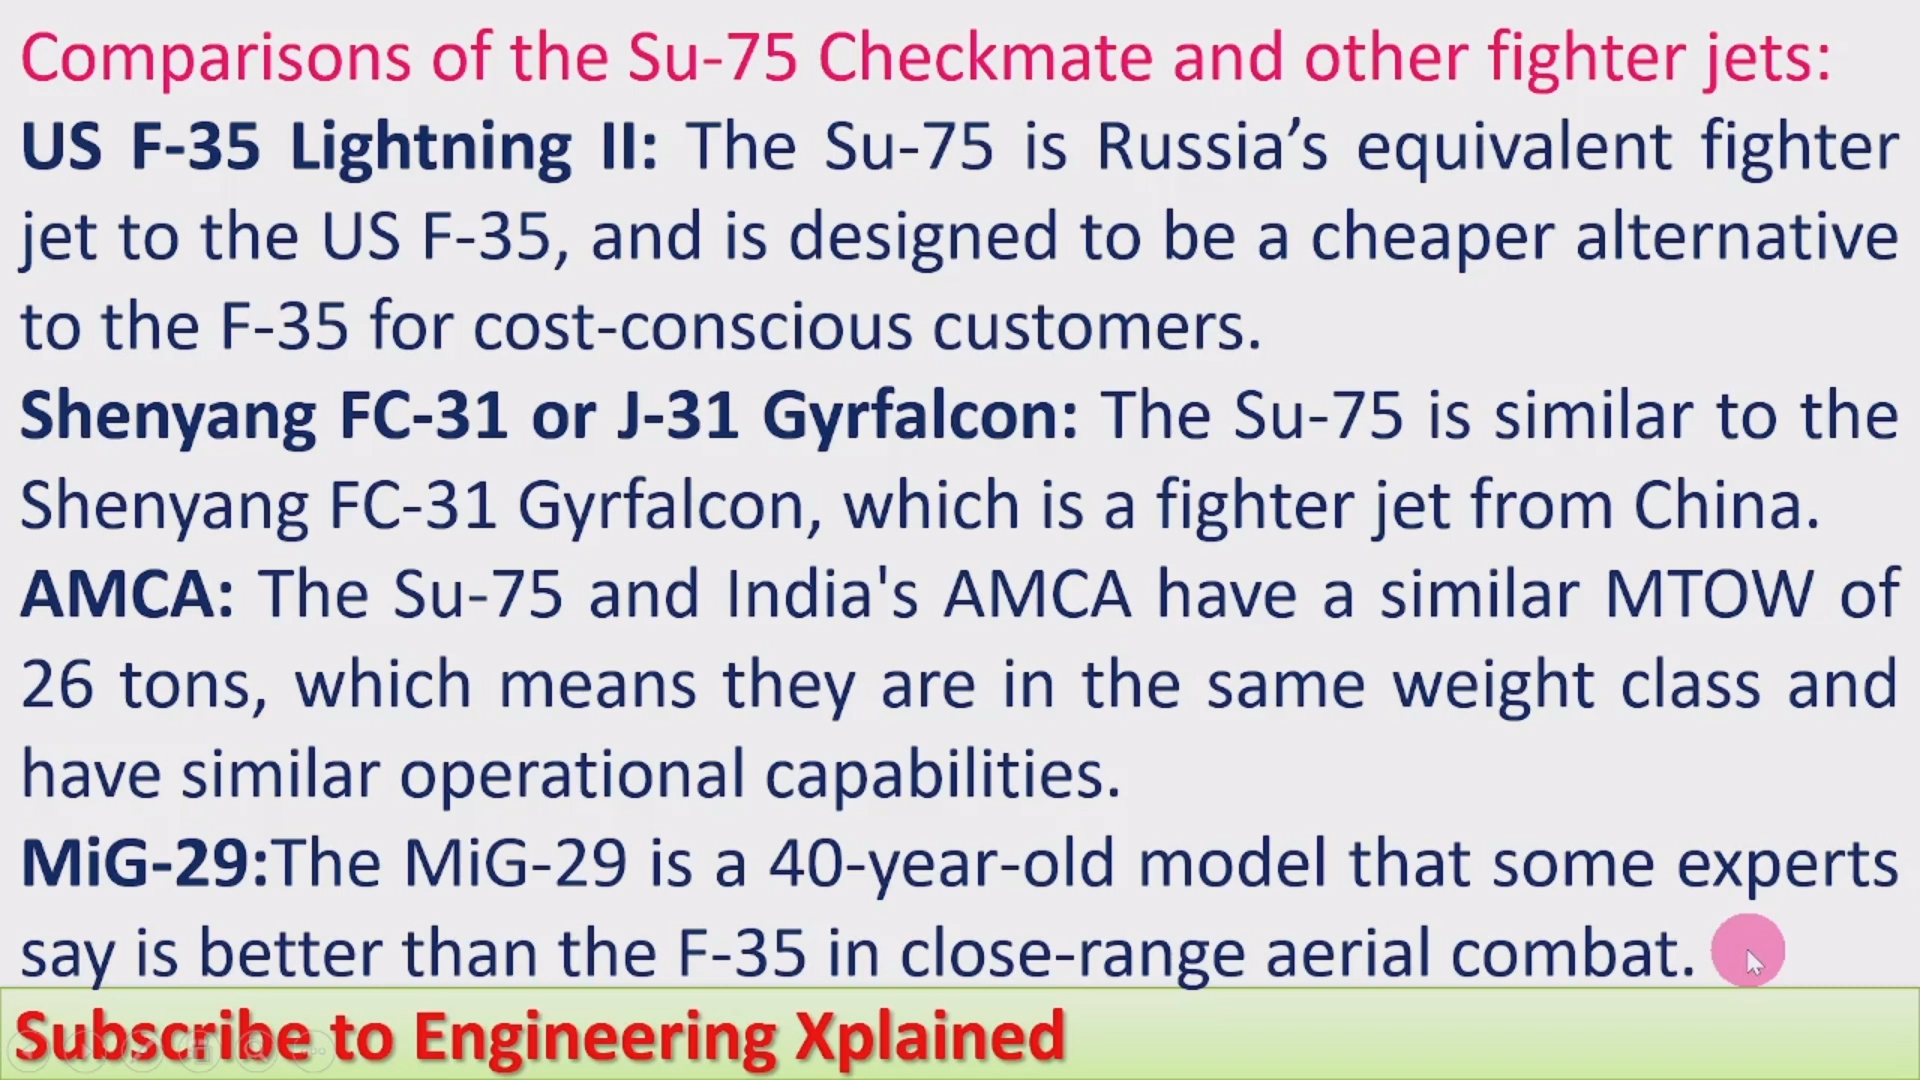 Comparisons of the Su-75 Checkmate and other fighter jets:
US F-35 Lightning II: The Su-75 is Russia’s equivalent fighter
jet to the US F-35, and is designed to be a cheaper alternative
to the F-35 for cost-conscious customers.
Shenyang FC-31 or J-31 Gyrfalcon: The Su-75 is similar to the
Shenyang FC-31 Gyrfalcon, which is a fighter jet from China.
AMCA: The Su-75 and India's AMCA have a similar MTOW of
26 tons, which means they are in the same weight class and
have similar operational capabilities.
MiG-29:The MiG-29 is a 40-year-old model that some experts
say is better than the F-35 in close-range aerial combat.
Subscribe to Engineering Xplained